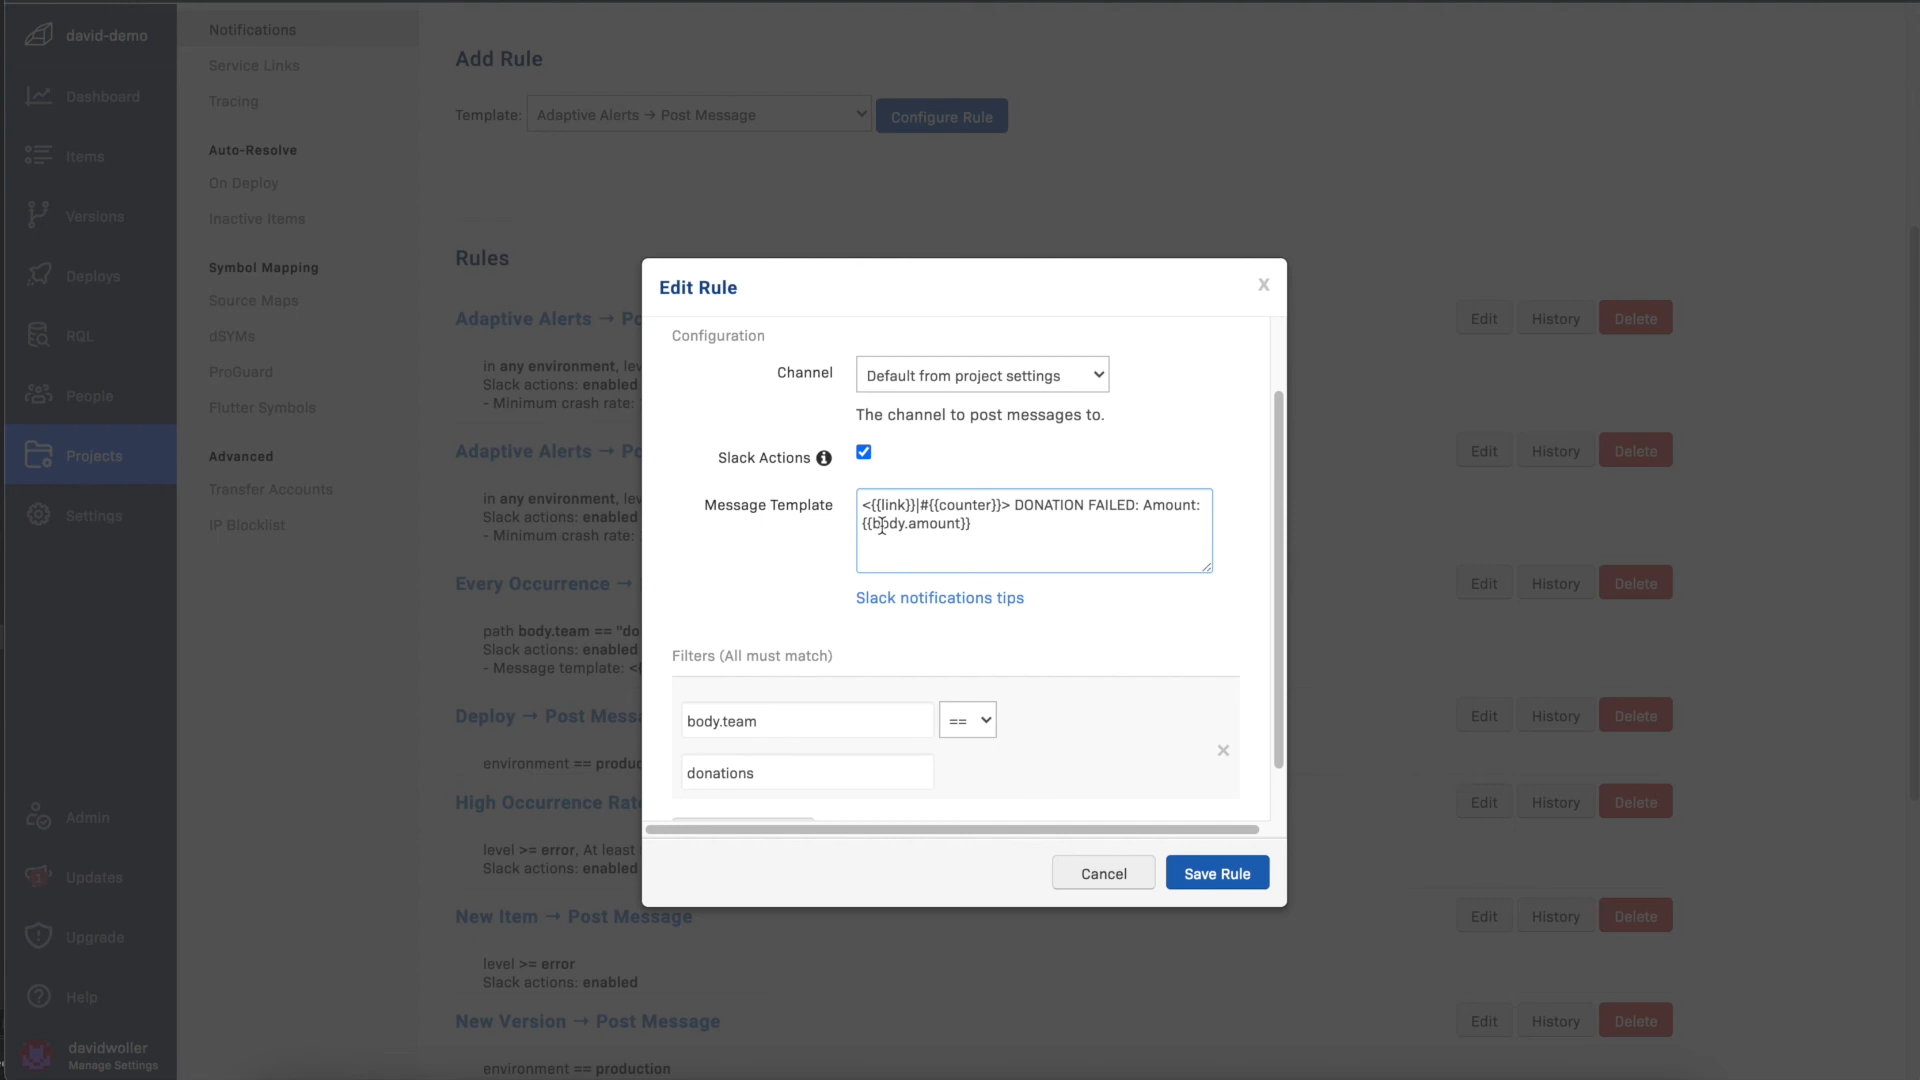 david-demo
Dashboard
Items
Versions
Deploys
RQL
People
Projects
Settings
Admin
1
Updates
Upgrade
Help
davidwoller
Manage Settings
Notifications
Service Links
Tracing
Auto-Resolve
On Deploy
Inactive Items
Symbol Mapping
Source Maps
dSYMs
ProGuard
Flutter Symbols
Advanced
Transfer Accounts
IP Blocklist
Add Rule
Template: Adaptive Alerts → Post Message Configure Rule
Rules
Adaptive Alerts →
Edit History Delete
in any environment,
Slack actions: enabled
- Minimum crash rate:
Adaptive Alerts →
Edit History Delete
in any environment,
Slack actions: enabled
- Minimum crash rate:
Every Occurrence →
Edit History Delete
path body.team == "do
Slack actions: enabled
- Message template: <
Deploy → Post
Edit History Delete
environment ==
High Occurrence
Edit History Delete
level >= error, At least
Slack actions: enabled
New Item → Post Message
Edit History Delete
level >= error
Slack actions: enabled
New Version → Post Message
Edit History Delete
environment == production
Edit Rule X
Configuration
Channel Default from project settings
The channel to post messages to.
Slack Actions
Message Template <{{link}}|#{{counter}}> DONATION FAILED: Amount:
{{body.amount}}
Slack notifications tips
Filters (All must match)
body.team ==
donations
Cancel Save Rule